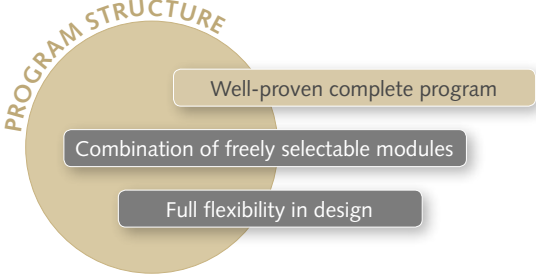 PROGRAM STRUCTURE
Well-proven complete program
Combination of freely selectable modules
Full flexibility in design